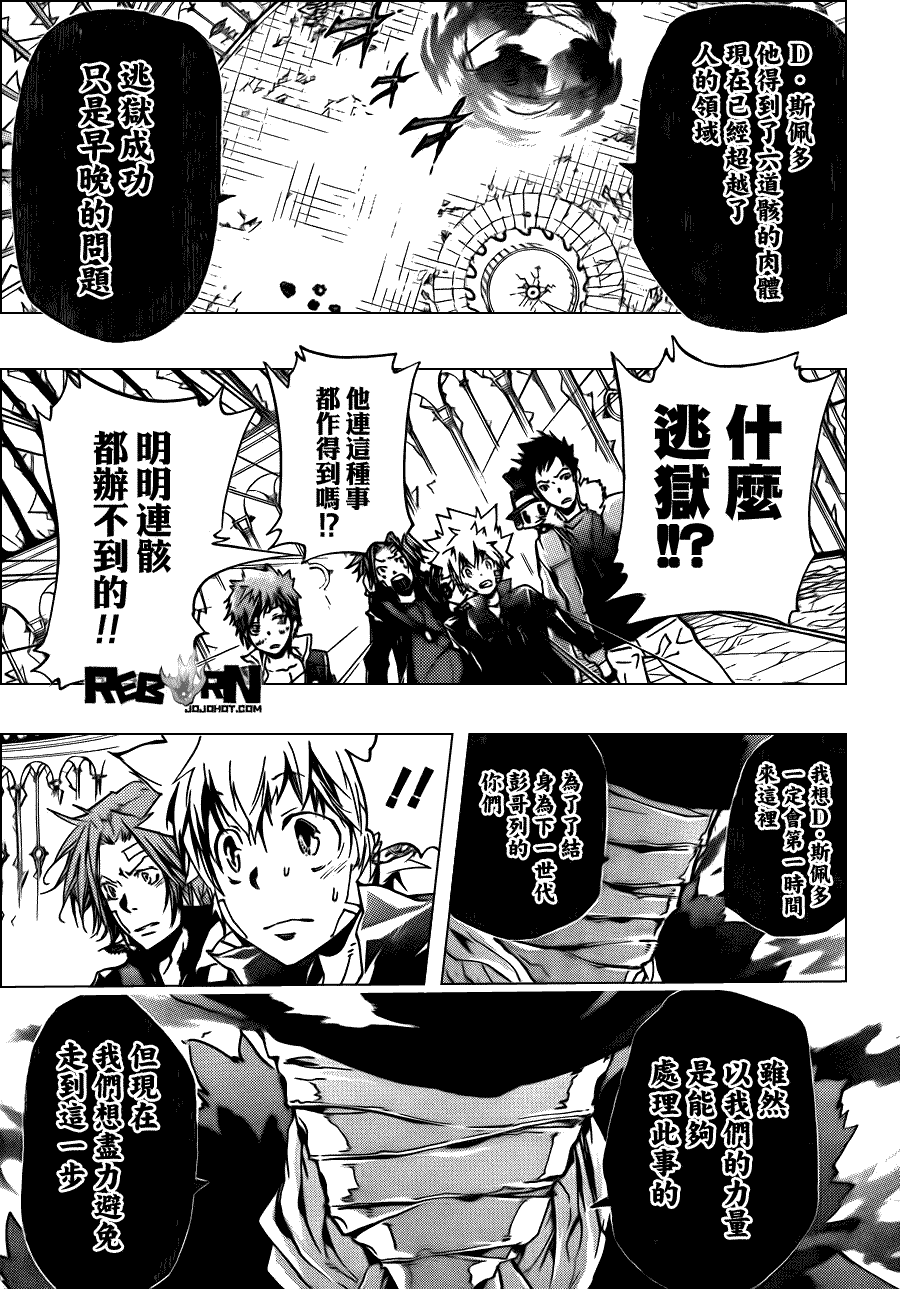 D・斯佩多
他得到了六道骸的肉體
現在已經超越了
人的領域
逃獄成功
只是早晚的問題
什麼
逃獄!!?
他連這種事
都作得到嗎!?
明明連骸
都辦不到的!!
REBORN
JOJOHOT.COM
我想D・斯佩多
一定會第一時間
來這裡
為了了結
身為下一世代
彭哥列的
你們
!!
雖然
以我們的力量
是能夠
處理此事的
但現在
我們想盡力避免
走到這一步